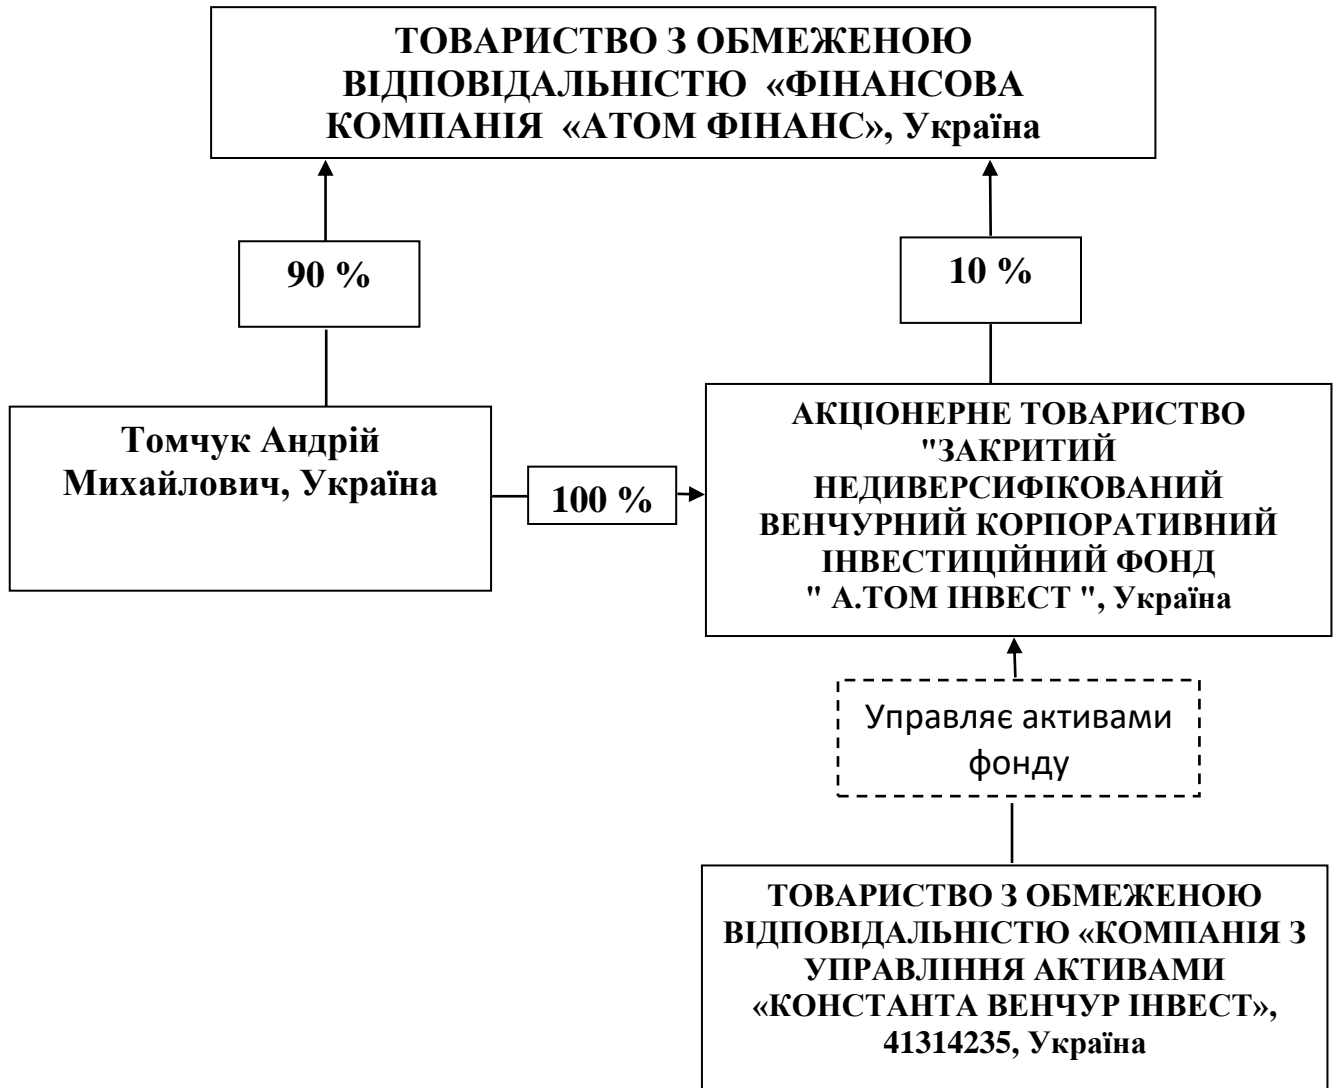 ТОВАРИСТВО З ОБМЕЖЕНОЮ
ВІДПОВІДАЛЬНІСТЮ «ФІНАНСОВА
КОМПАНІЯ «АТОМ ФІНАНС», Україна
90 %
10 %
Томчук Андрій
Михайлович, Україна
100 %
АКЦІОНЕРНЕ ТОВАРИСТВО
"ЗАКРИТИЙ
НЕДИВЕРСИФІКОВАНИЙ
ВЕНЧУРНИЙ КОРПОРАТИВНИЙ
ІНВЕСТИЦІЙНИЙ ФОНД
" А.ТОМ ІНВЕСТ ", Україна
Управляє активами
фонду
ТОВАРИСТВО З ОБМЕЖЕНОЮ
ВІДПОВІДАЛЬНІСТЮ «КОМПАНІЯ З
УПРАВЛІННЯ АКТИВАМИ
«КОНСТАНТА ВЕНЧУР ІНВЕСТ»,
41314235, Україна